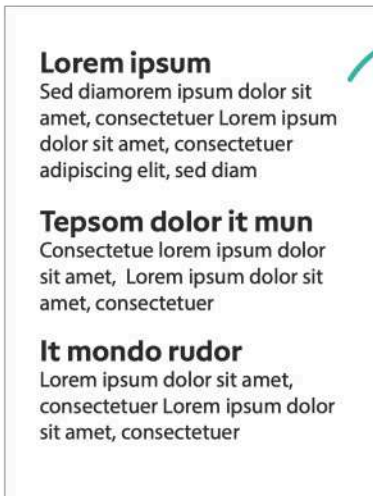 Lorem ipsum
Sed diamorem ipsum dolor sit
amet, consectetuer Lorem ipsum
dolor sit amet, consectetuer
adipiscing elit, sed diam
Tepsom dolor it mun
Consectetue lorem ipsum dolor
sit amet,  Lorem ipsum dolor sit
amet, consectetuer
It mondo rudor
Lorem ipsum dolor sit amet,
consectetuer Lorem ipsum dolor
sit amet, consectetuer